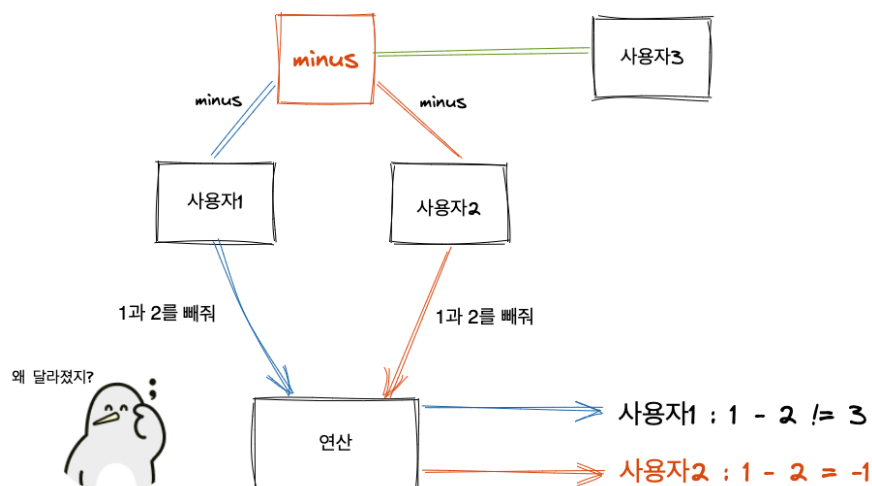 minus
사용자3
minus
minus
사용자1
사용자2
1과 2를 빼줘
1과 2를 빼줘
왜 달라졌지?
;
연산
사용자1 : 1 - 2 != 3
사용자2 : 1 - 2 = -1